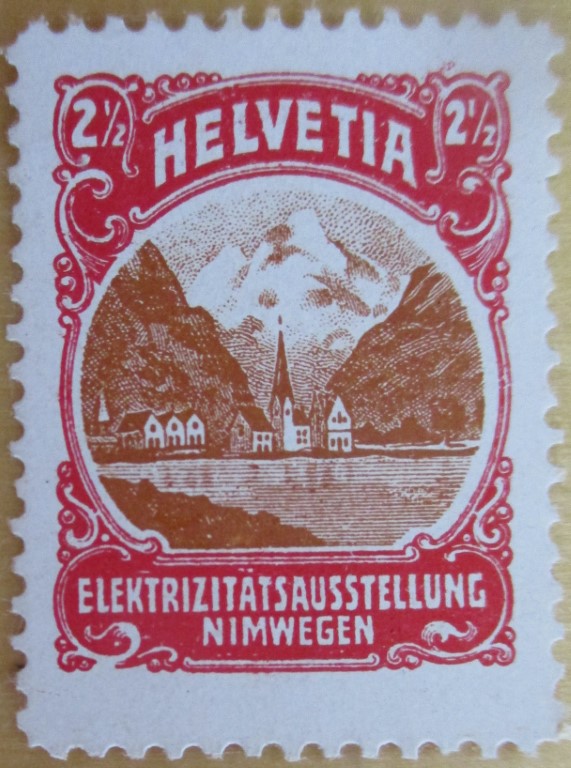 2½ 2½
HELVETIA
ELEKTRIZITÄTSAUSSTELLUNG
NIMWEGEN